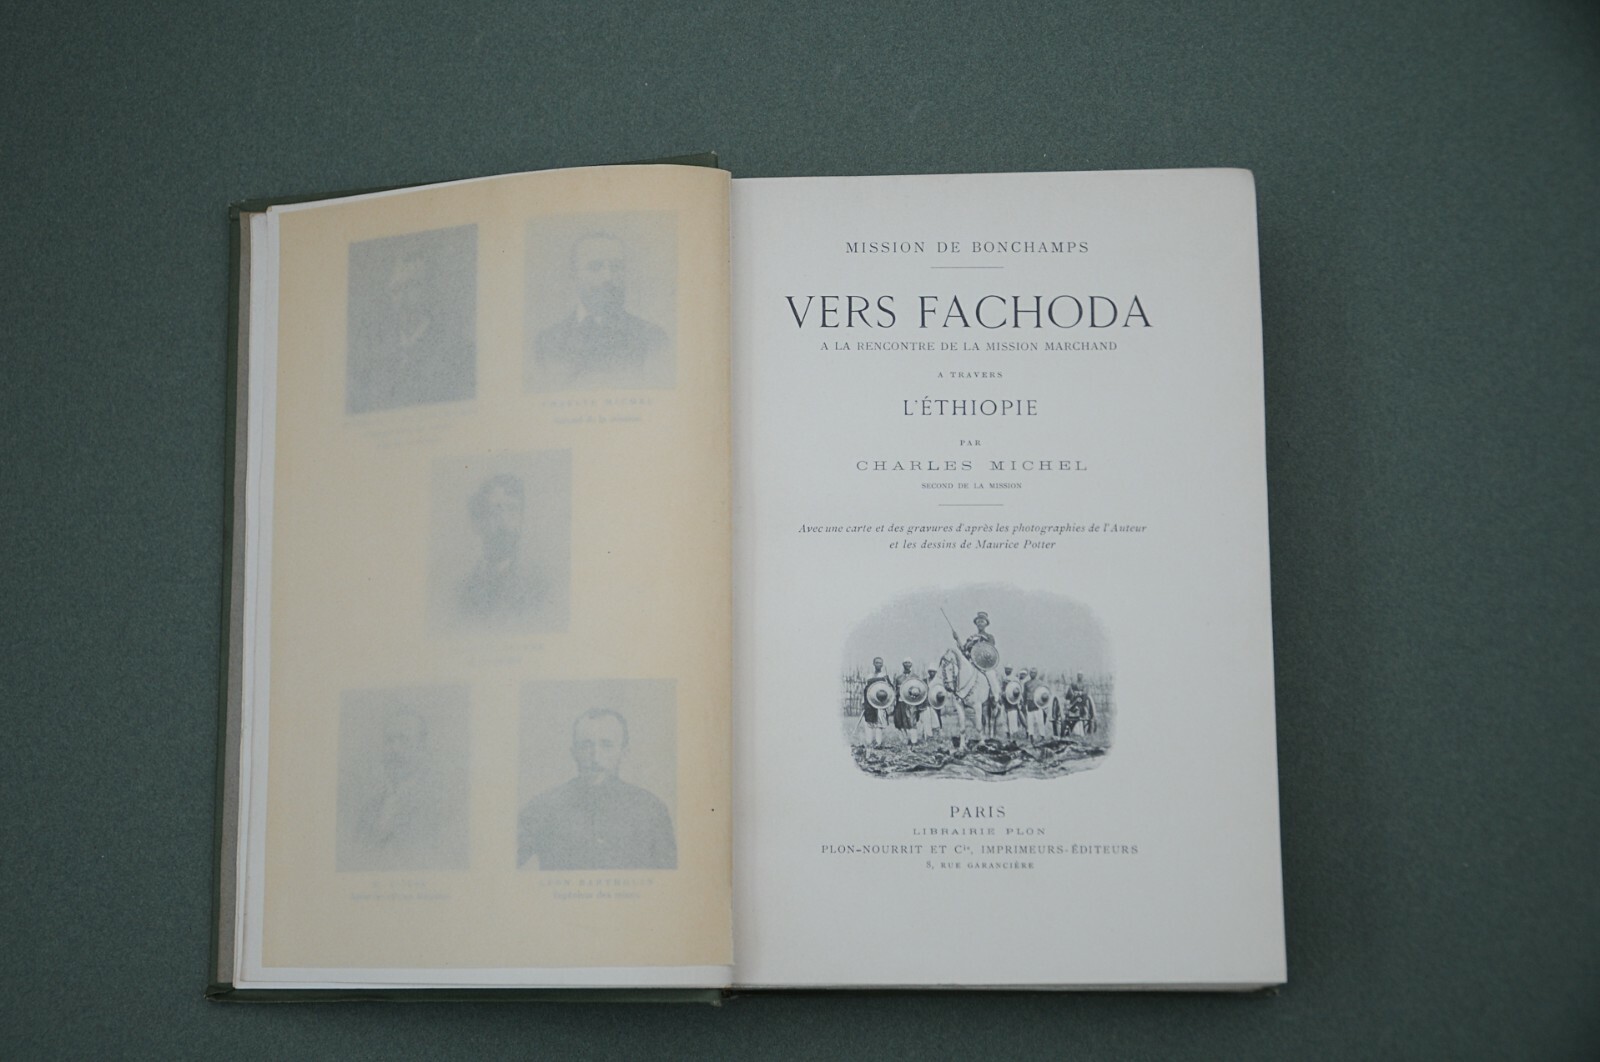 MISSION DE BONCHAMPS
VERS FACHODA
A LA RENCONTRE DE LA MISSION MARCHAND
A TRAVERS
L'ÉTHIOPIE
PAR
CHARLES MICHEL
SECOND DE LA MISSION
Avec une carte et des gravures d'après les photographies de l'Auteur
et les dessins de Maurice Potter
PARIS
LIBRAIRIE PLON
PLON-NOURRIT ET Cie, IMPRIMEURS-ÉDITEURS
8, RUE GARANCIÈRE